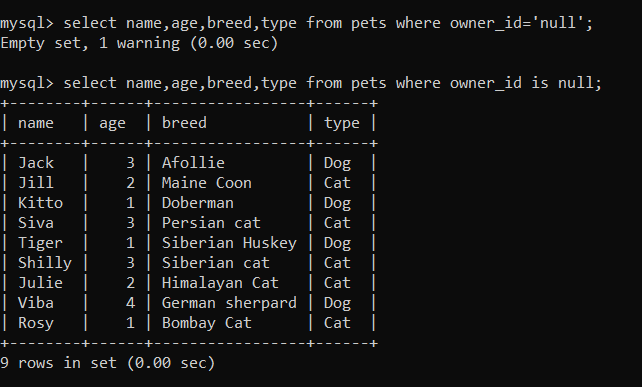 mysql> select name,age,breed,type from pets where owner_id='null';
Empty set, 1 warning (0.00 sec)
mysql> select name,age,breed,type from pets where owner_id is null;
+--------+------+----------------+------+
| name   | age  | breed          | type |
+--------+------+----------------+------+
| Jack   |    3 | Afollie        | Dog  |
| Jill   |    2 | Maine Coon     | Cat  |
| Kitto  |    1 | Doberman       | Dog  |
| Siva   |    3 | Persian cat    | Cat  |
| Tiger  |    1 | Siberian Huskey | Dog  |
| Shilly |    3 | Siberian cat   | Cat  |
| Julie  |    2 | Himalayan Cat  | Cat  |
| Viba   |    4 | German sherpard | Dog  |
| Rosy   |    1 | Bombay Cat     | Cat  |
+--------+------+----------------+------+
9 rows in set (0.00 sec)